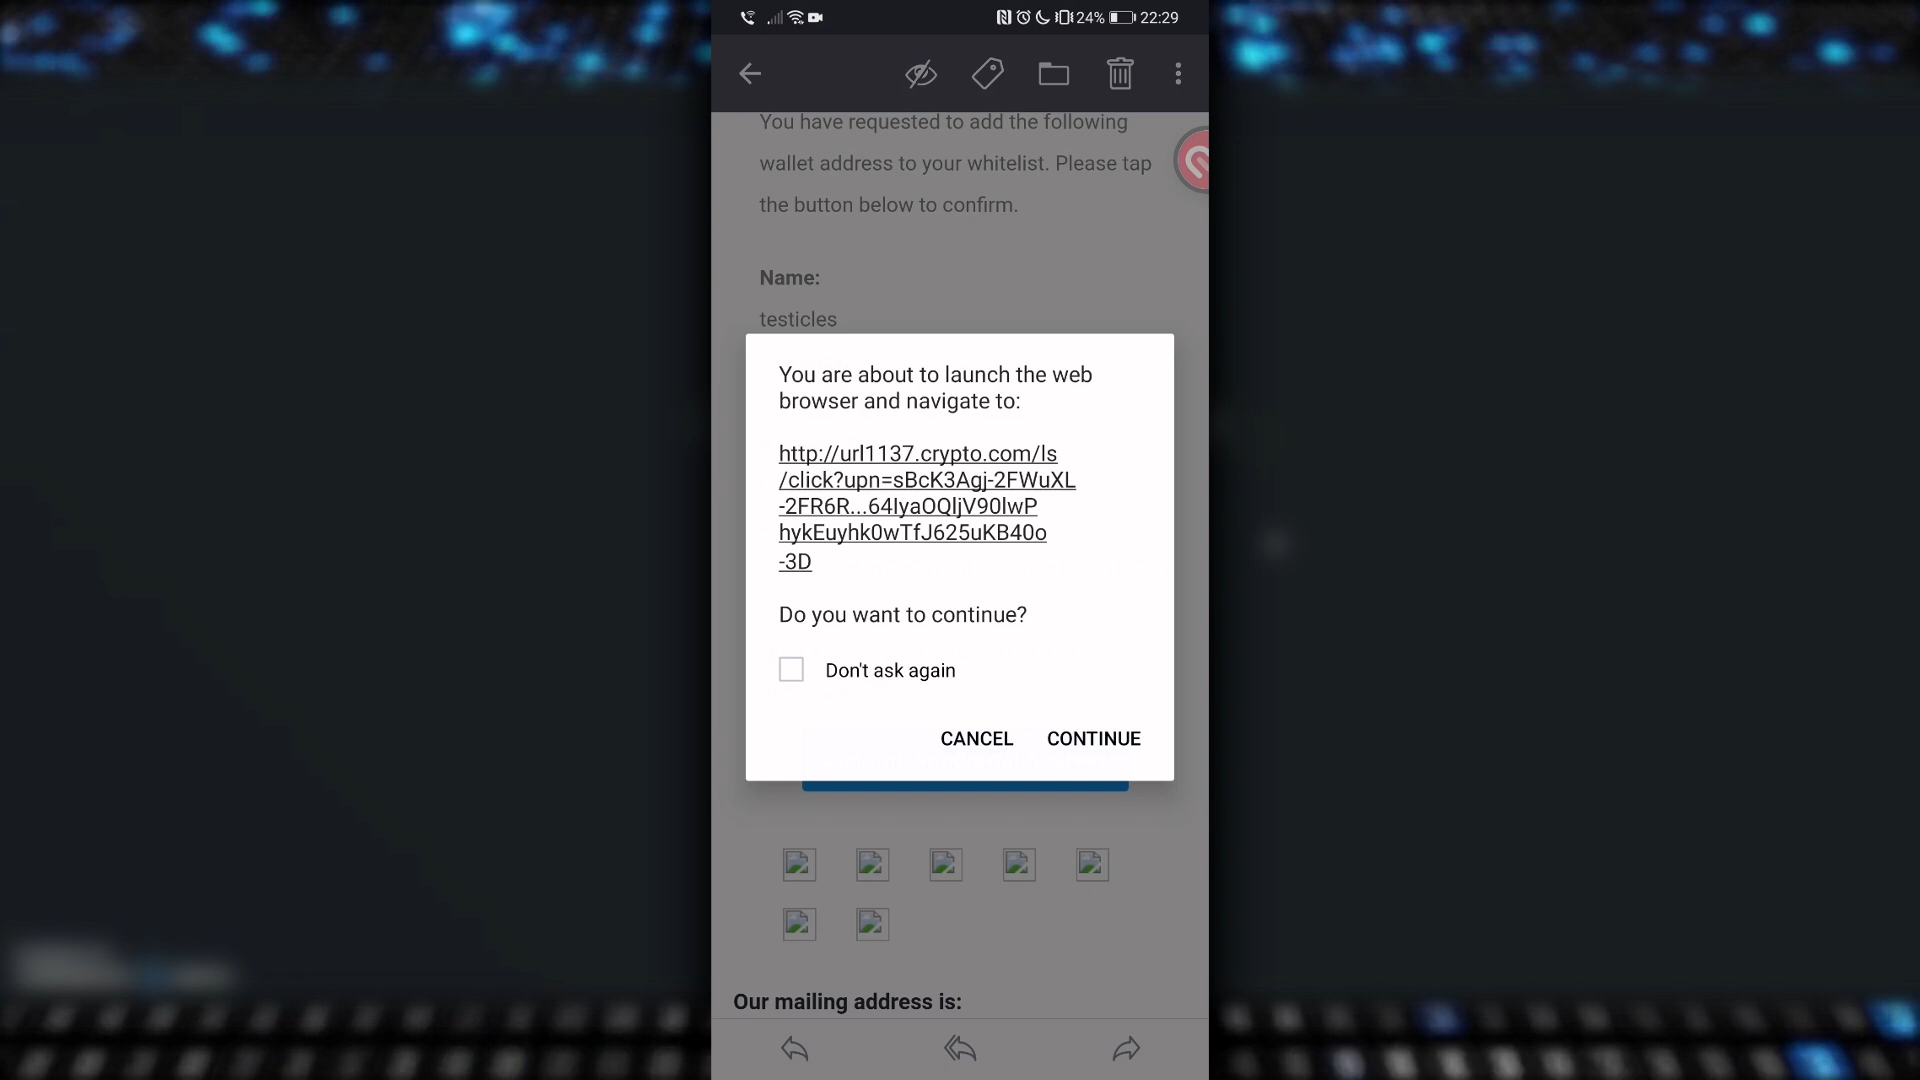 24% 22:29
You have requested to add the following
wallet address to your whitelist. Please tap
the button below to confirm.
Name:
testicles
You are about to launch the web
browser and navigate to:
http://url1137.crypto.com/ls
/click?upn=sBcK3Agj-2FWuXL
-2FR6R...64IyaOQljV90lwP
hykEuyhk0wTfJ625uKB40o
-3D
Do you want to continue?
Don't ask again
CANCEL CONTINUE
Our mailing address is: